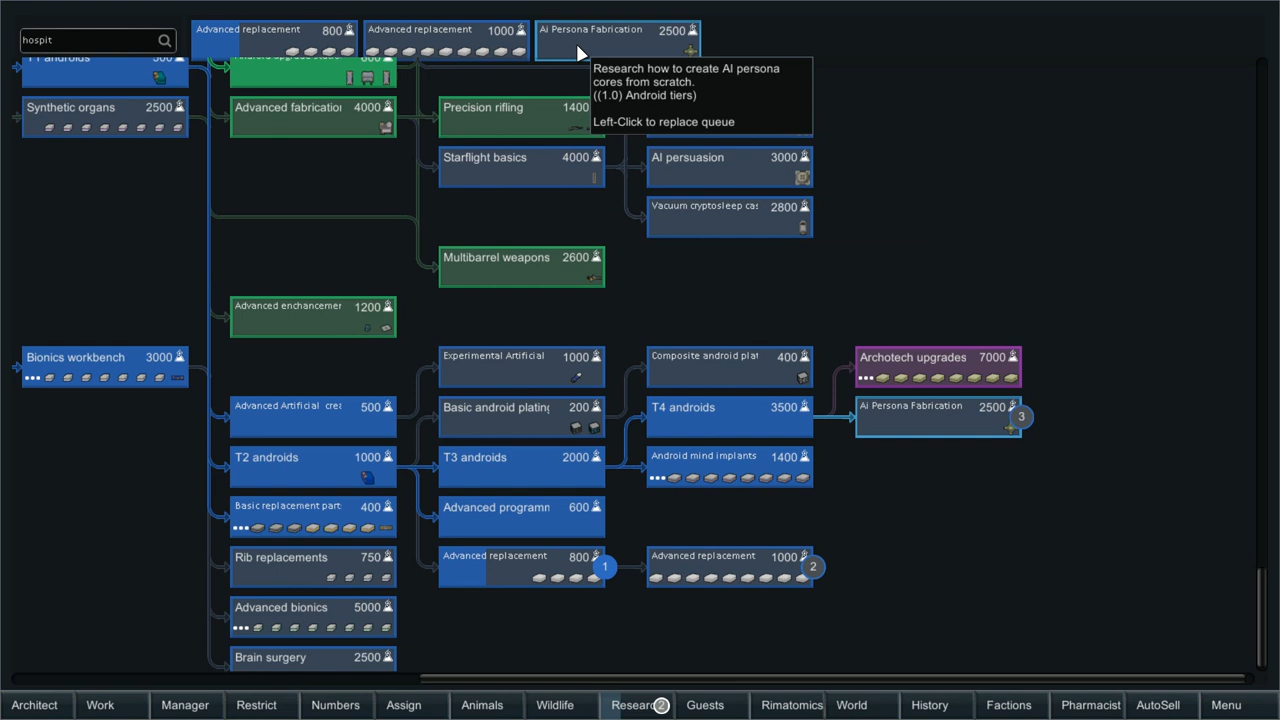 hospit
Advanced replacement 800
Advanced replacement 1000
Ai Persona Fabrication 2500
Research how to create AI persona
cores from scratch.
((1.0) Android tiers)
Left-Click to replace queue
T1 androids
Synthetic organs 2500
Advanced fabrication 4000
Precision rifling 1400
Starflight basics 4000
AI persuasion 3000
Vacuum cryptosleep cas 2800
Multibarrel weapons 2600
Advanced enchancemer 1200
Bionics workbench 3000
Experimental Artificial 1000
Composite android plat 400
Archotech upgrades 7000
Advanced Artificial crea 500
Basic android plating 200
T4 androids 3500
Ai Persona Fabrication 2500 3
T2 androids 1000
T3 androids 2000
Android mind implants 1400
Basic replacement part 400
Advanced programm 600
Rib replacements 750
Advanced replacement 800 1
Advanced replacement 1000 2
Advanced bionics 5000
Brain surgery 2500
Architect Work Manager Restrict Numbers Assign Animals Wildlife Researc 2 Guests Rimatomics World History Factions Pharmacist AutoSell Menu